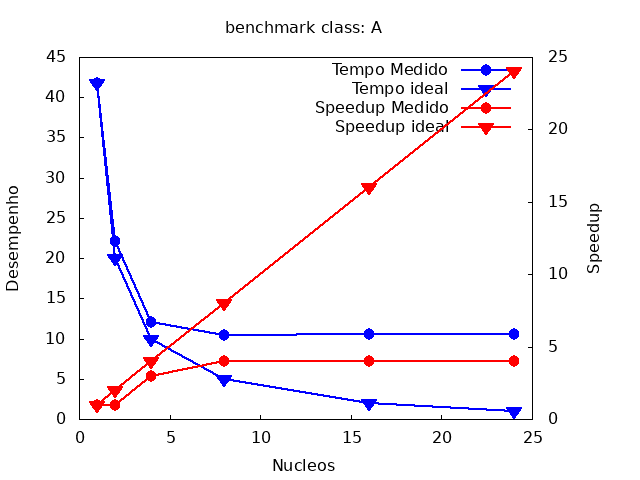 benchmark class: A
45
40
35
30
25
20
15
10
5
0
Desempenho
Tempo Medido
Tempo ideal
Speedup Medido
Speedup ideal
25
20
15
10
5
0
Speedup
0 5 10 15 20 25
Nucleos